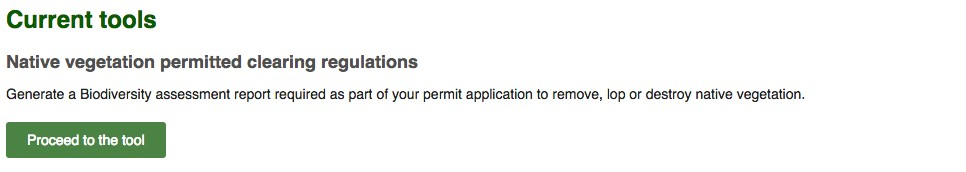 Current tools
Native vegetation permitted clearing regulations
Generate a Biodiversity assessment report required as part of your permit application to remove, lop or destroy native vegetation.
Proceed to the tool